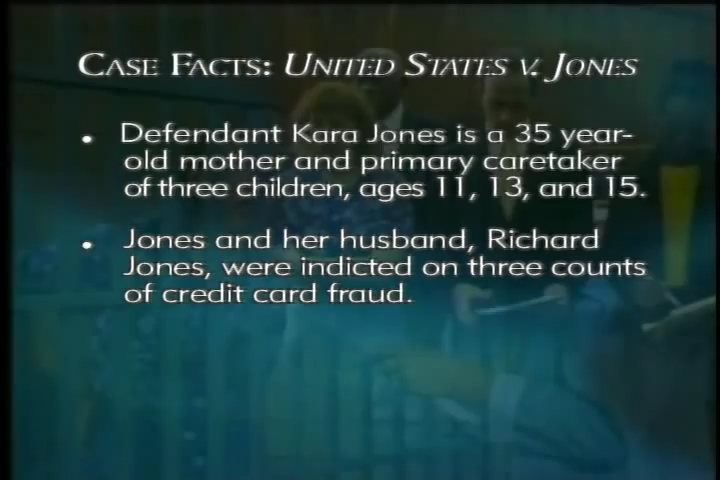 CASE FACTS: UNITED STATES V. JONES
• Defendant Kara Jones is a 35 year-
old mother and primary caretaker
of three children, ages 11, 13, and 15.
• Jones and her husband, Richard
Jones, were indicted on three counts
of credit card fraud.